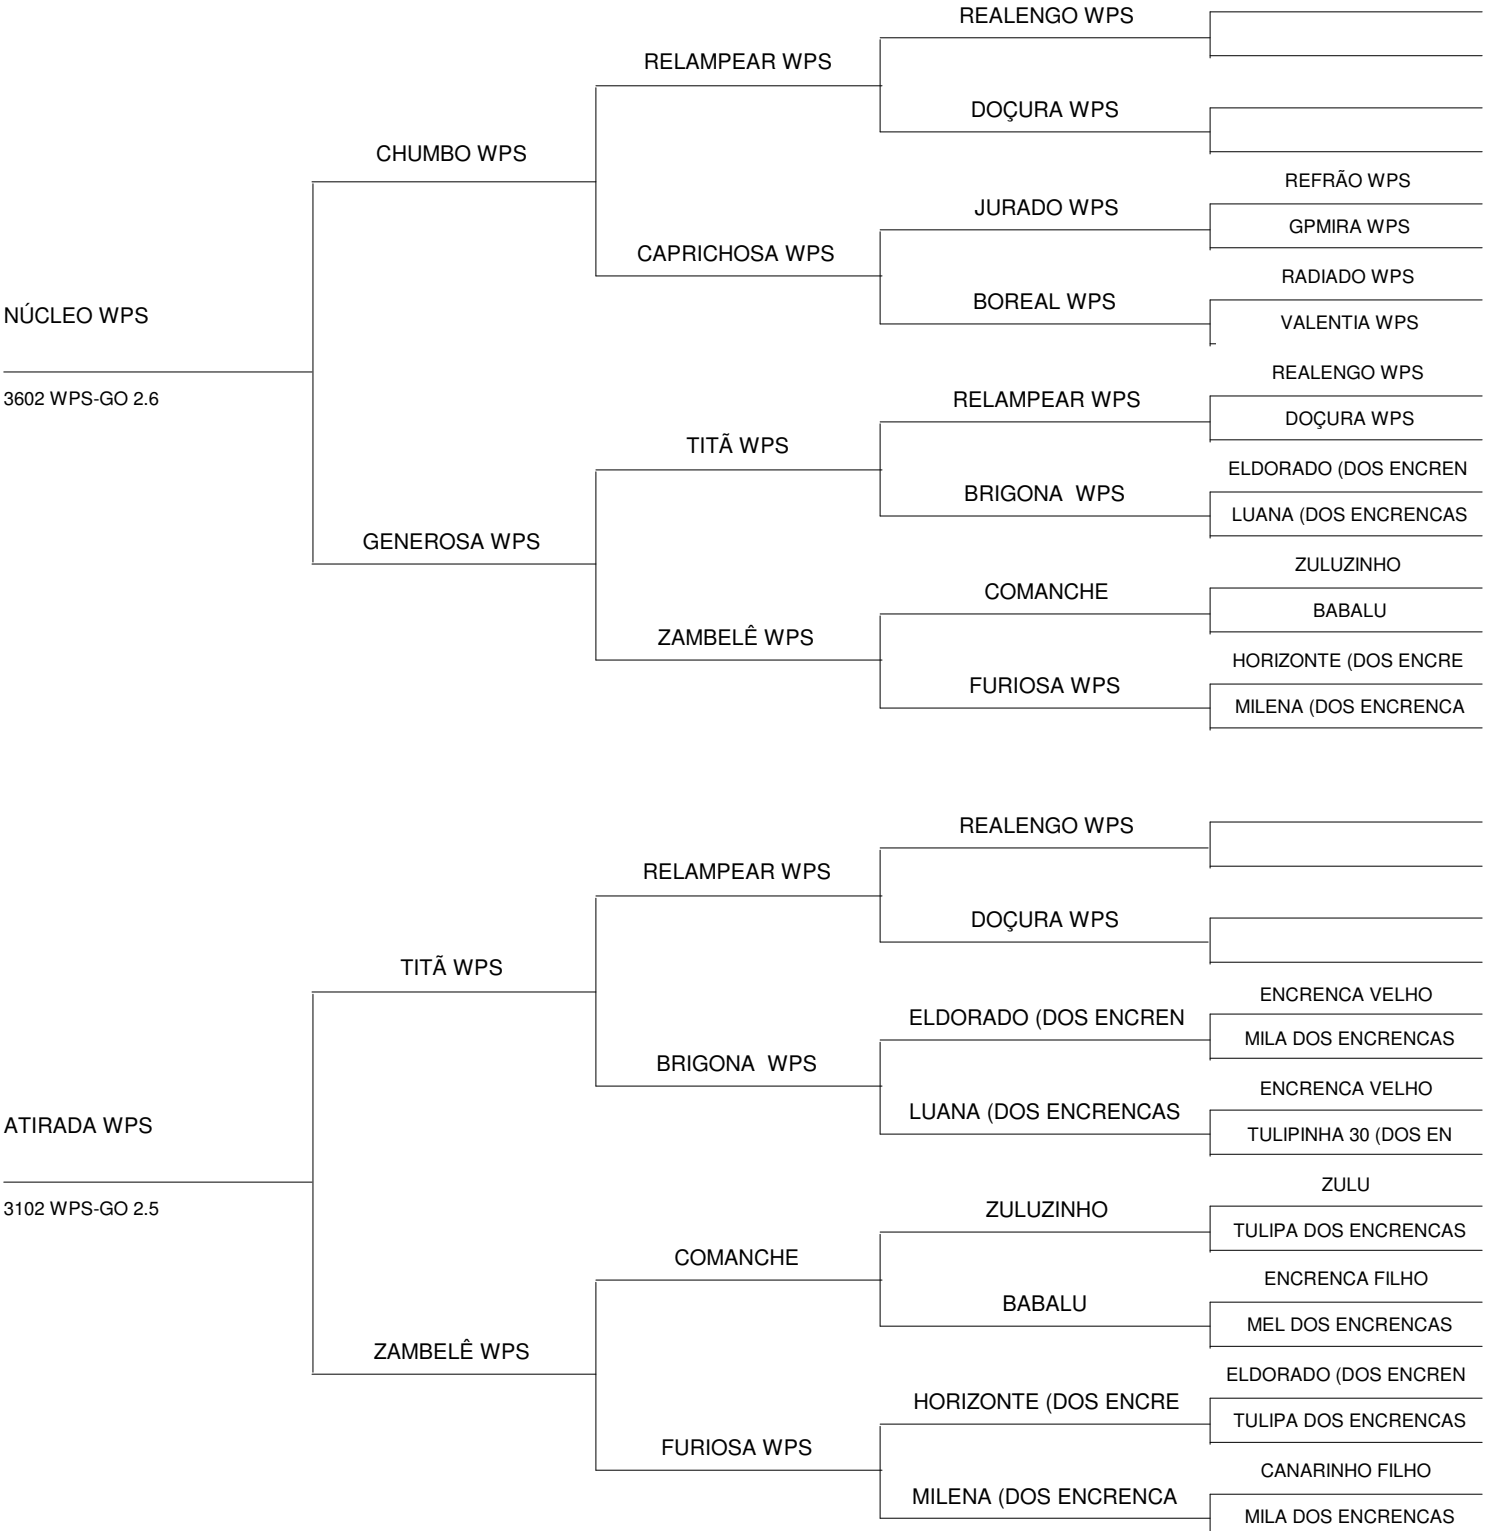 REALENGO WPS
RELAMPEAR WPS
DOÇURA WPS
CHUMBO WPS
REFRÃO WPS
JURADO WPS
GPMIRA WPS
CAPRICHOSA WPS
RADIADO WPS
BOREAL WPS
VALENTIA WPS
NÚCLEO WPS
3602 WPS-GO 2.6
REALENGO WPS
RELAMPEAR WPS
DOÇURA WPS
TITÃ WPS
ELDORADO (DOS ENCREN
BRIGONA  WPS
LUANA (DOS ENCRENCAS
GENEROSA WPS
ZULUZINHO
COMANCHE
BABALU
ZAMBELÊ WPS
HORIZONTE (DOS ENCRE
FURIOSA WPS
MILENA (DOS ENCRENCA
REALENGO WPS
RELAMPEAR WPS
DOÇURA WPS
TITÃ WPS
ENCRENCA VELHO
ELDORADO (DOS ENCREN
MILA DOS ENCRENCAS
BRIGONA  WPS
ENCRENCA VELHO
LUANA (DOS ENCRENCAS
TULIPINHA 30 (DOS EN
ATIRADA WPS
3102 WPS-GO 2.5
ZULU
ZULUZINHO
TULIPA DOS ENCRENCAS
COMANCHE
ENCRENCA FILHO
BABALU
MEL DOS ENCRENCAS
ZAMBELÊ WPS
ELDORADO (DOS ENCREN
HORIZONTE (DOS ENCRE
TULIPA DOS ENCRENCAS
FURIOSA WPS
CANARINHO FILHO
MILENA (DOS ENCRENCA
MILA DOS ENCRENCAS